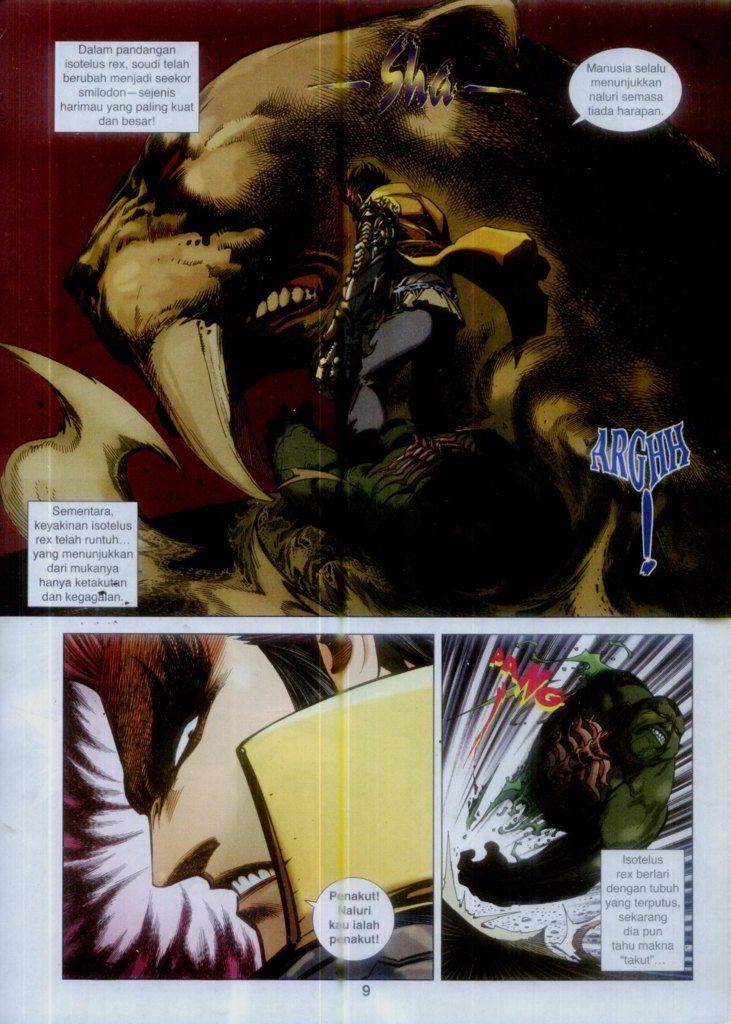 Dalam pandangan
isotelus rex, soudi telah
berubah menjadi seekor
smilodon—sejenis
harimau yang paling kuat
dan besar!
Sha
Manusia selalu
menunjukkan
naluri semasa
tiada harapan.
ARGHH
!
Sementara,
keyakinan isotelus
rex telah runtuh...
yang menunjukkan
dari mukanya
hanya ketakutan
dan kegagalan.
Penakut!
Naluri
kau ialah
penakut!
PANG
Isotelus
rex berlari
dengan tubuh
yang terputus,
sekarang
dia pun
tahu makna
"takut"...
9